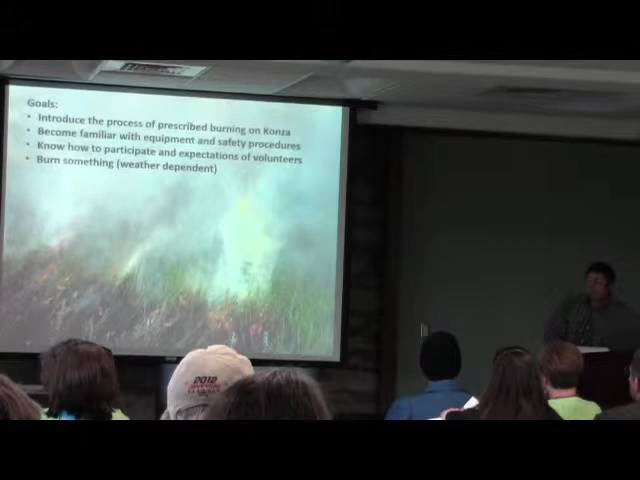 Goals:
• Introduce the process of prescribed burning on Konza
• Become familiar with equipment and safety procedures
• Know how to participate and expectations of volunteers
• Burn something (weather dependent)
2012